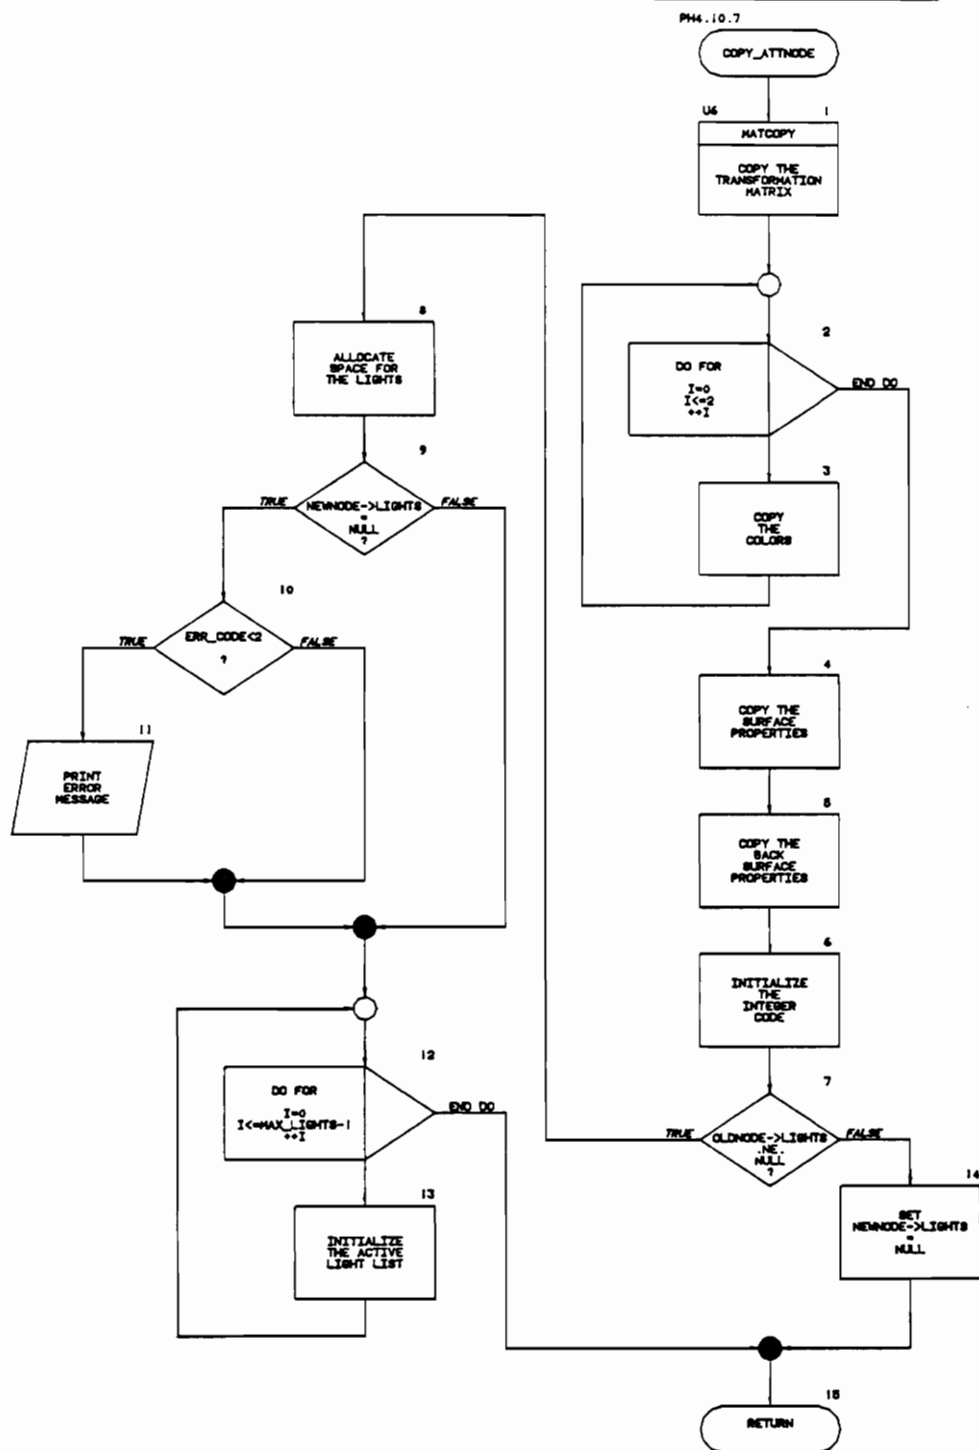 PH4.10.7
COPY_ATTNODE
U6
1
MATCOPY
COPY THE
TRANSFORMATION
MATRIX
2
DO FOR
I=0
I<=2
++I
END DO
3
COPY
THE
COLORS
4
COPY THE
SURFACE
PROPERTIES
5
COPY THE
BACK
SURFACE
PROPERTIES
6
INITIALIZE
THE
INTEGER
CODE
7
TRUE
OLDNODE->LIGHTS
.NE.
NULL
?
FALSE
8
ALLOCATE
SPACE FOR
THE LIGHTS
9
TRUE
NEWNODE->LIGHTS
=
NULL
?
FALSE
10
TRUE
ERR_CODE<2
?
FALSE
11
PRINT
ERROR
MESSAGE
12
DO FOR
I=0
I<=MAX_LIGHTS-1
++I
END DO
13
INITIALIZE
THE ACTIVE
LIGHT LIST
14
SET
NEWNODE->LIGHTS
=
NULL
15
RETURN